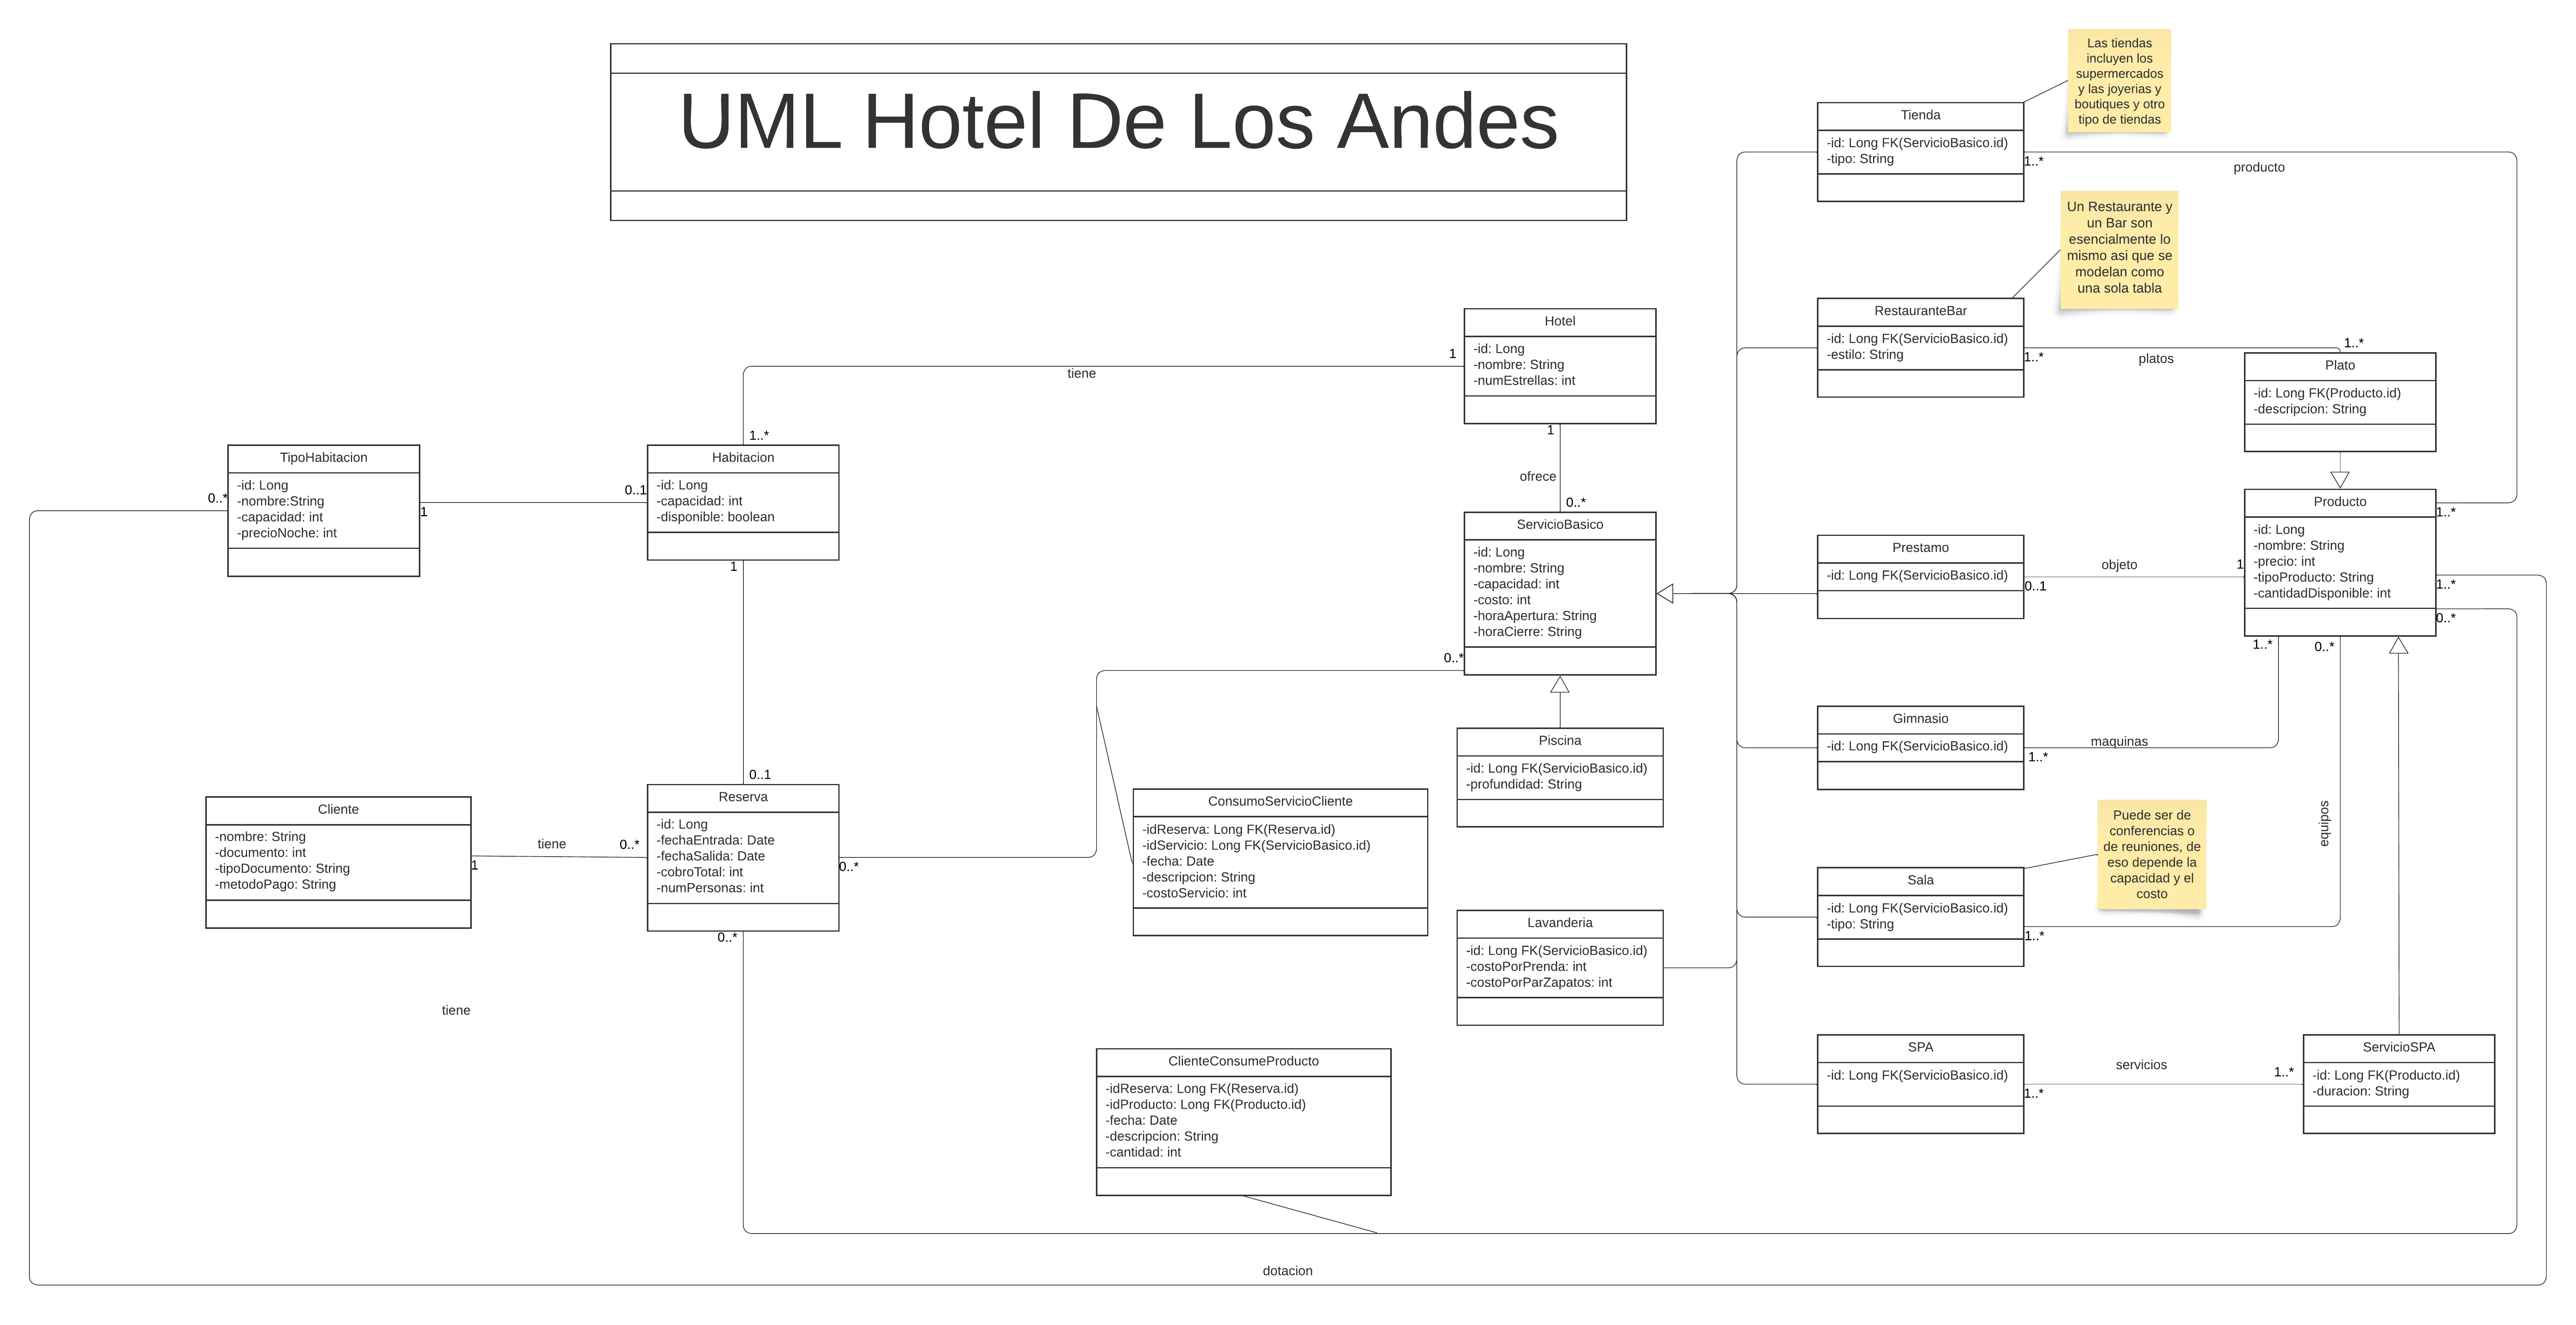 UML Hotel De Los Andes
Las tiendas
incluyen los
supermercados
y las joyerias y
boutiques y otro
tipo de tiendas
Tienda
-id: Long FK(ServicioBasico.id)
-tipo: String
1..*
producto
Un Restaurante y
un Bar son
esencialmente lo
mismo asi que se
modelan como
una sola tabla
RestauranteBar
-id: Long FK(ServicioBasico.id)
-estilo: String
1..*
platos
1..*
Plato
-id: Long FK(Producto.id)
-descripcion: String
Hotel
-id: Long
-nombre: String
-numEstrellas: int
1
tiene
1..*
1
ofrece
0..*
TipoHabitacion
-id: Long
-nombre:String
-capacidad: int
-precioNoche: int
0..*
1
0..1
Habitacion
-id: Long
-capacidad: int
-disponible: boolean
1
0..1
ServicioBasico
-id: Long
-nombre: String
-capacidad: int
-costo: int
-horaApertura: String
-horaCierre: String
0..*
Prestamo
-id: Long FK(ServicioBasico.id)
0..1
objeto
1
Producto
-id: Long
-nombre: String
-precio: int
-tipoProducto: String
-cantidadDisponible: int
1..*
1..*
0..*
1..*
0..*
Piscina
-id: Long FK(ServicioBasico.id)
-profundidad: String
Gimnasio
-id: Long FK(ServicioBasico.id)
1..*
maquinas
equipos
Cliente
-nombre: String
-documento: int
-tipoDocumento: String
-metodoPago: String
1
tiene
0..*
Reserva
-id: Long
-fechaEntrada: Date
-fechaSalida: Date
-cobroTotal: int
-numPersonas: int
0..*
0..*
tiene
ConsumoServicioCliente
-idReserva: Long FK(Reserva.id)
-idServicio: Long FK(ServicioBasico.id)
-fecha: Date
-descripcion: String
-costoServicio: int
Puede ser de
conferencias o
de reuniones, de
eso depende la
capacidad y el
costo
Sala
-id: Long FK(ServicioBasico.id)
-tipo: String
1..*
Lavanderia
-id: Long FK(ServicioBasico.id)
-costoPorPrenda: int
-costoPorParZapatos: int
ClienteConsumeProducto
-idReserva: Long FK(Reserva.id)
-idProducto: Long FK(Producto.id)
-fecha: Date
-descripcion: String
-cantidad: int
SPA
-id: Long FK(ServicioBasico.id)
1..*
servicios
1..*
ServicioSPA
-id: Long FK(Producto.id)
-duracion: String
dotacion